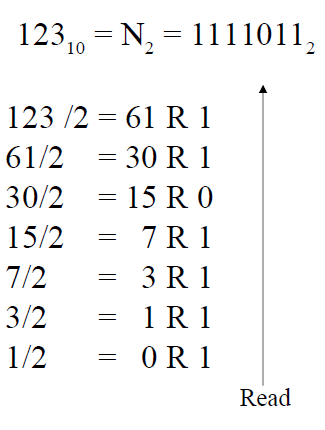 123₁₀ = N₂ = 1111011₂
123 /2 = 61 R 1
61/2 = 30 R 1
30/2 = 15 R 0
15/2 = 7 R 1
7/2 = 3 R 1
3/2 = 1 R 1
1/2 = 0 R 1
Read